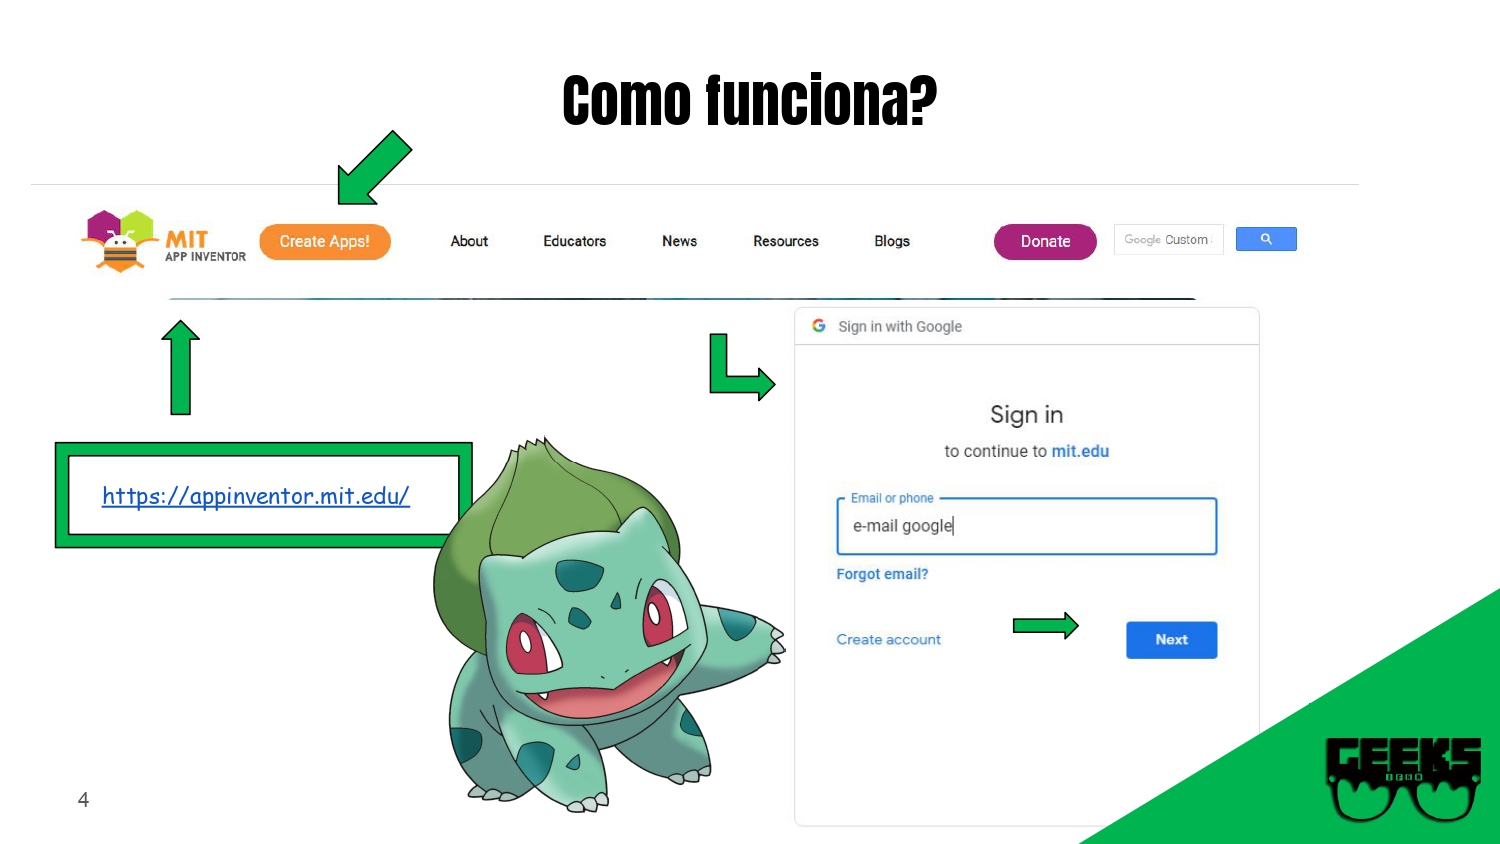 Como funciona?
MIT
APP INVENTOR
Create Apps!
About
Educators
News
Resources
Blogs
Donate
Google Custom
https://appinventor.mit.edu/
G Sign in with Google
Sign in
to continue to mit.edu
Email or phone
e-mail google
Forgot email?
Create account
Next
4
GEEKS